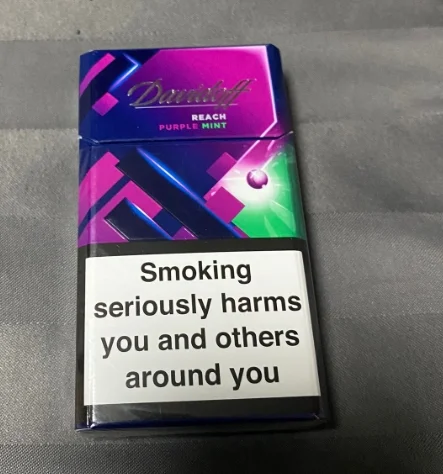 Davidoff
REACH
PURPLE MINT
Smoking
seriously harms
you and others
around you